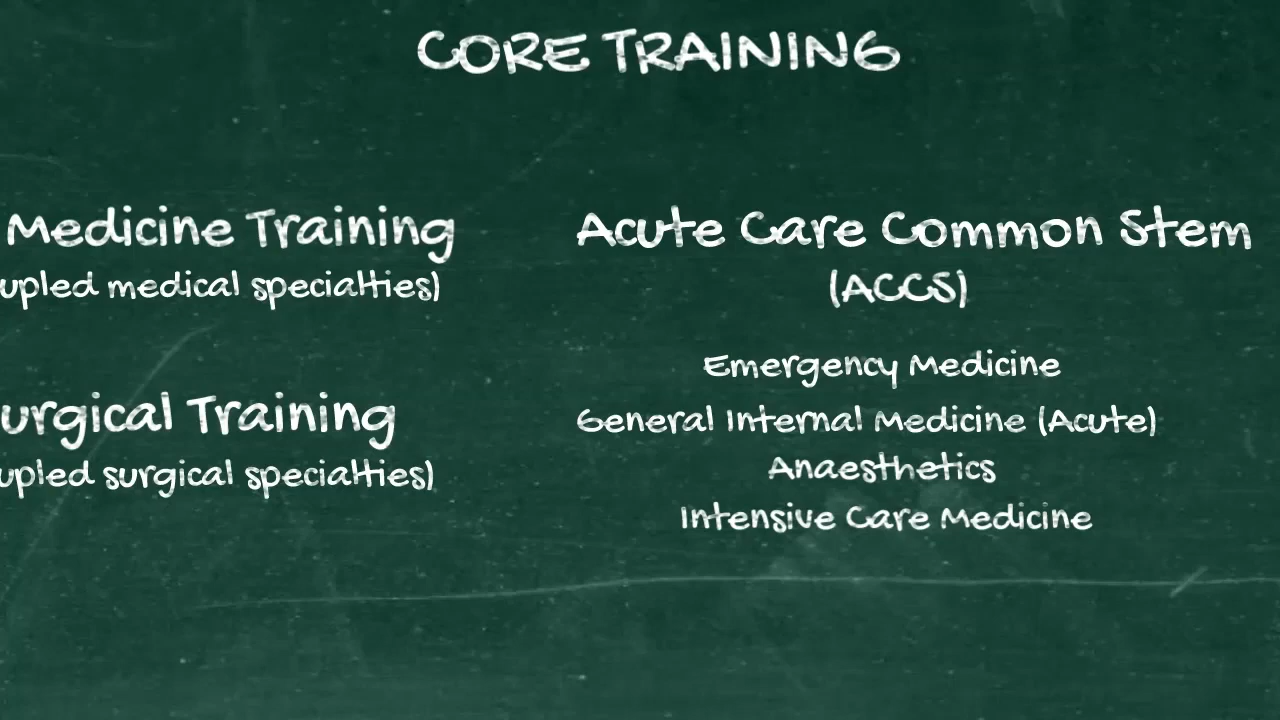 CORE TRAINING
Medicine Training
upled medical specialties)
urgical Training
upled surgical specialties)
Acute Care Common Stem
(ACCS)
Emergency Medicine
General Internal Medicine (Acute)
Anaesthetics
Intensive Care Medicine